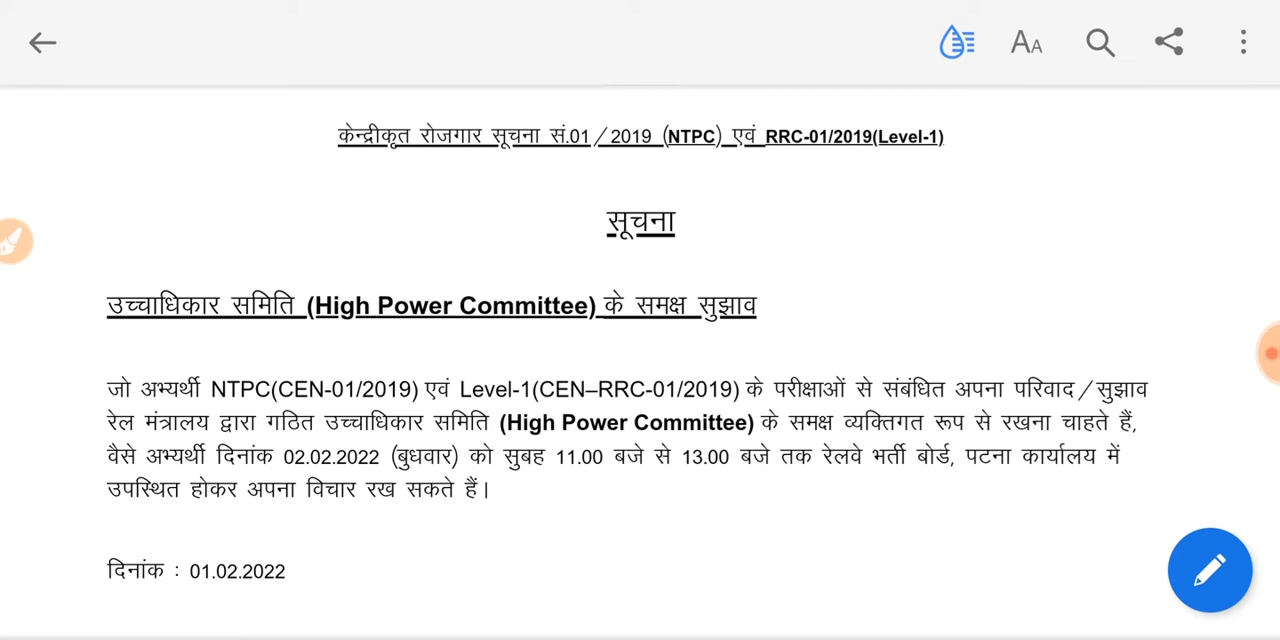 AA
केन्द्रीकृत रोजगार सूचना सं.01/2019 (NTPC) एवं RRC-01/2019(Level-1)
सूचना
उच्चाधिकार समिति (High Power Committee) के समक्ष सुझाव
जो अभ्यर्थी NTPC(CEN-01/2019) एवं Level-1(CEN–RRC-01/2019) के परीक्षाओं से संबंधित अपना परिवाद/सुझाव
रेल मंत्रालय द्वारा गठित उच्चाधिकार समिति (High Power Committee) के समक्ष व्यक्तिगत रूप से रखना चाहते हैं,
वैसे अभ्यर्थी दिनांक 02.02.2022 (बुधवार) को सुबह 11.00 बजे से 13.00 बजे तक रेलवे भर्ती बोर्ड, पटना कार्यालय में
उपस्थित होकर अपना विचार रख सकते हैं।
दिनांक : 01.02.2022